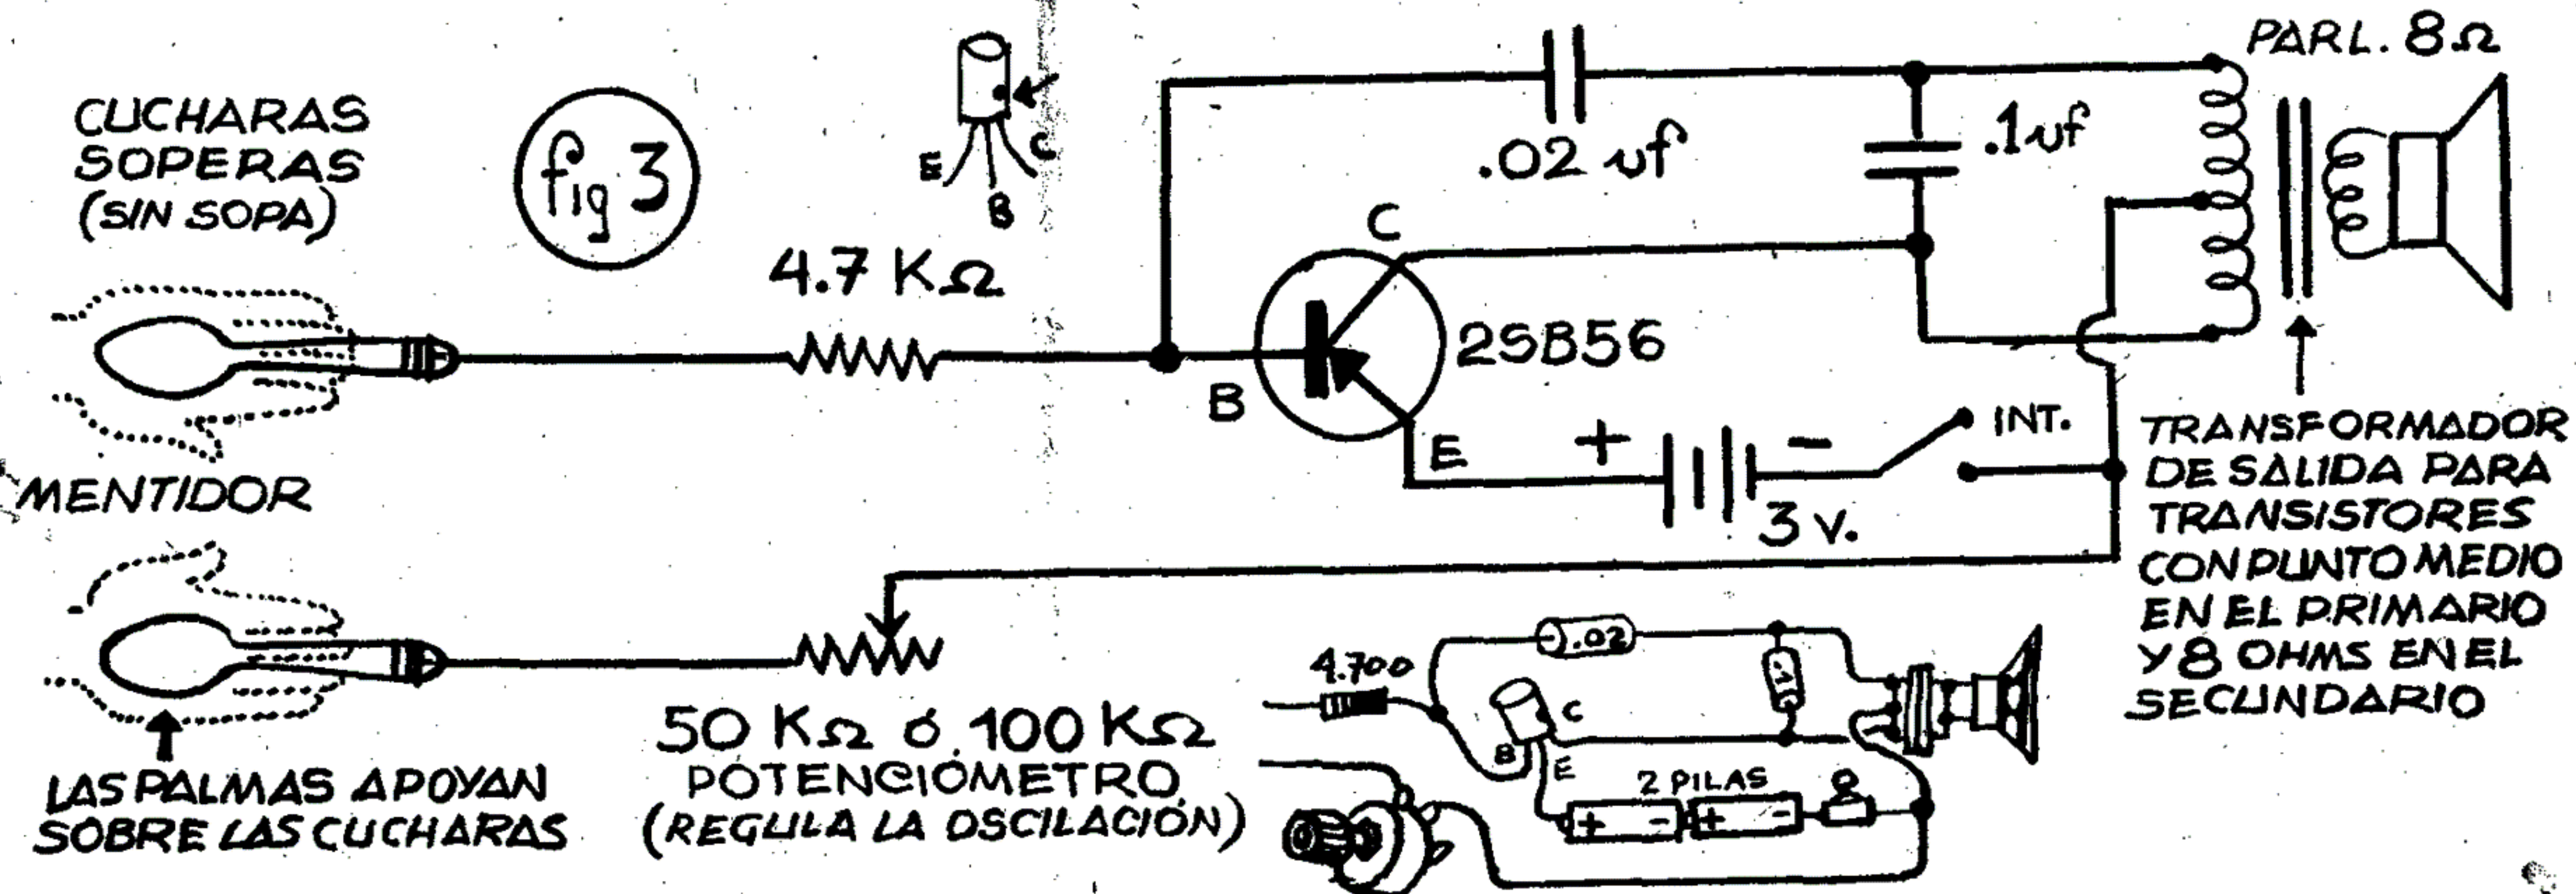 CUCHARAS
SOPERAS
(SIN SOPA)
fig 3
E
B
C
4.7 KΩ
.02 uf
.1uf
PARL. 8Ω
C
B
E
2SB56
+
-
3 V.
INT.
MENTIDOR
TRANSFORMADOR
DE SALIDA PARA
TRANSISTORES
CON PUNTO MEDIO
EN EL PRIMARIO
Y 8 OHMS EN EL
SECUNDARIO
LAS PALMAS APOYAN
SOBRE LAS CUCHARAS
50 KΩ ó 100 KΩ
POTENCIÓMETRO
(REGULA LA OSCILACIÓN)
4.700
.02
.1
C
B
E
2 PILAS
+ - + -